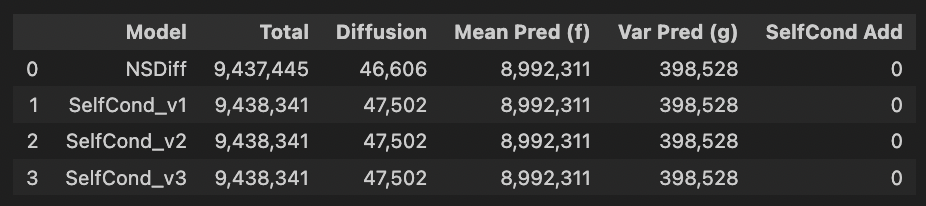 Model Total Diffusion Mean Pred (f) Var Pred (g) SelfCond Add
0 NSDiff 9,437,445 46,606 8,992,311 398,528 0
1 SelfCond_v1 9,438,341 47,502 8,992,311 398,528 0
2 SelfCond_v2 9,438,341 47,502 8,992,311 398,528 0
3 SelfCond_v3 9,438,341 47,502 8,992,311 398,528 0